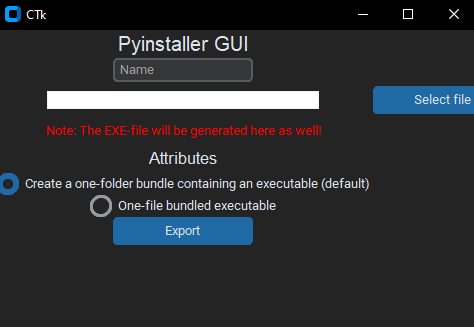 CTk
Pyinstaller GUI
Name
Select file
Note: The EXE-file will be generated here as well!
Attributes
Create a one-folder bundle containing an executable (default)
One-file bundled executable
Export